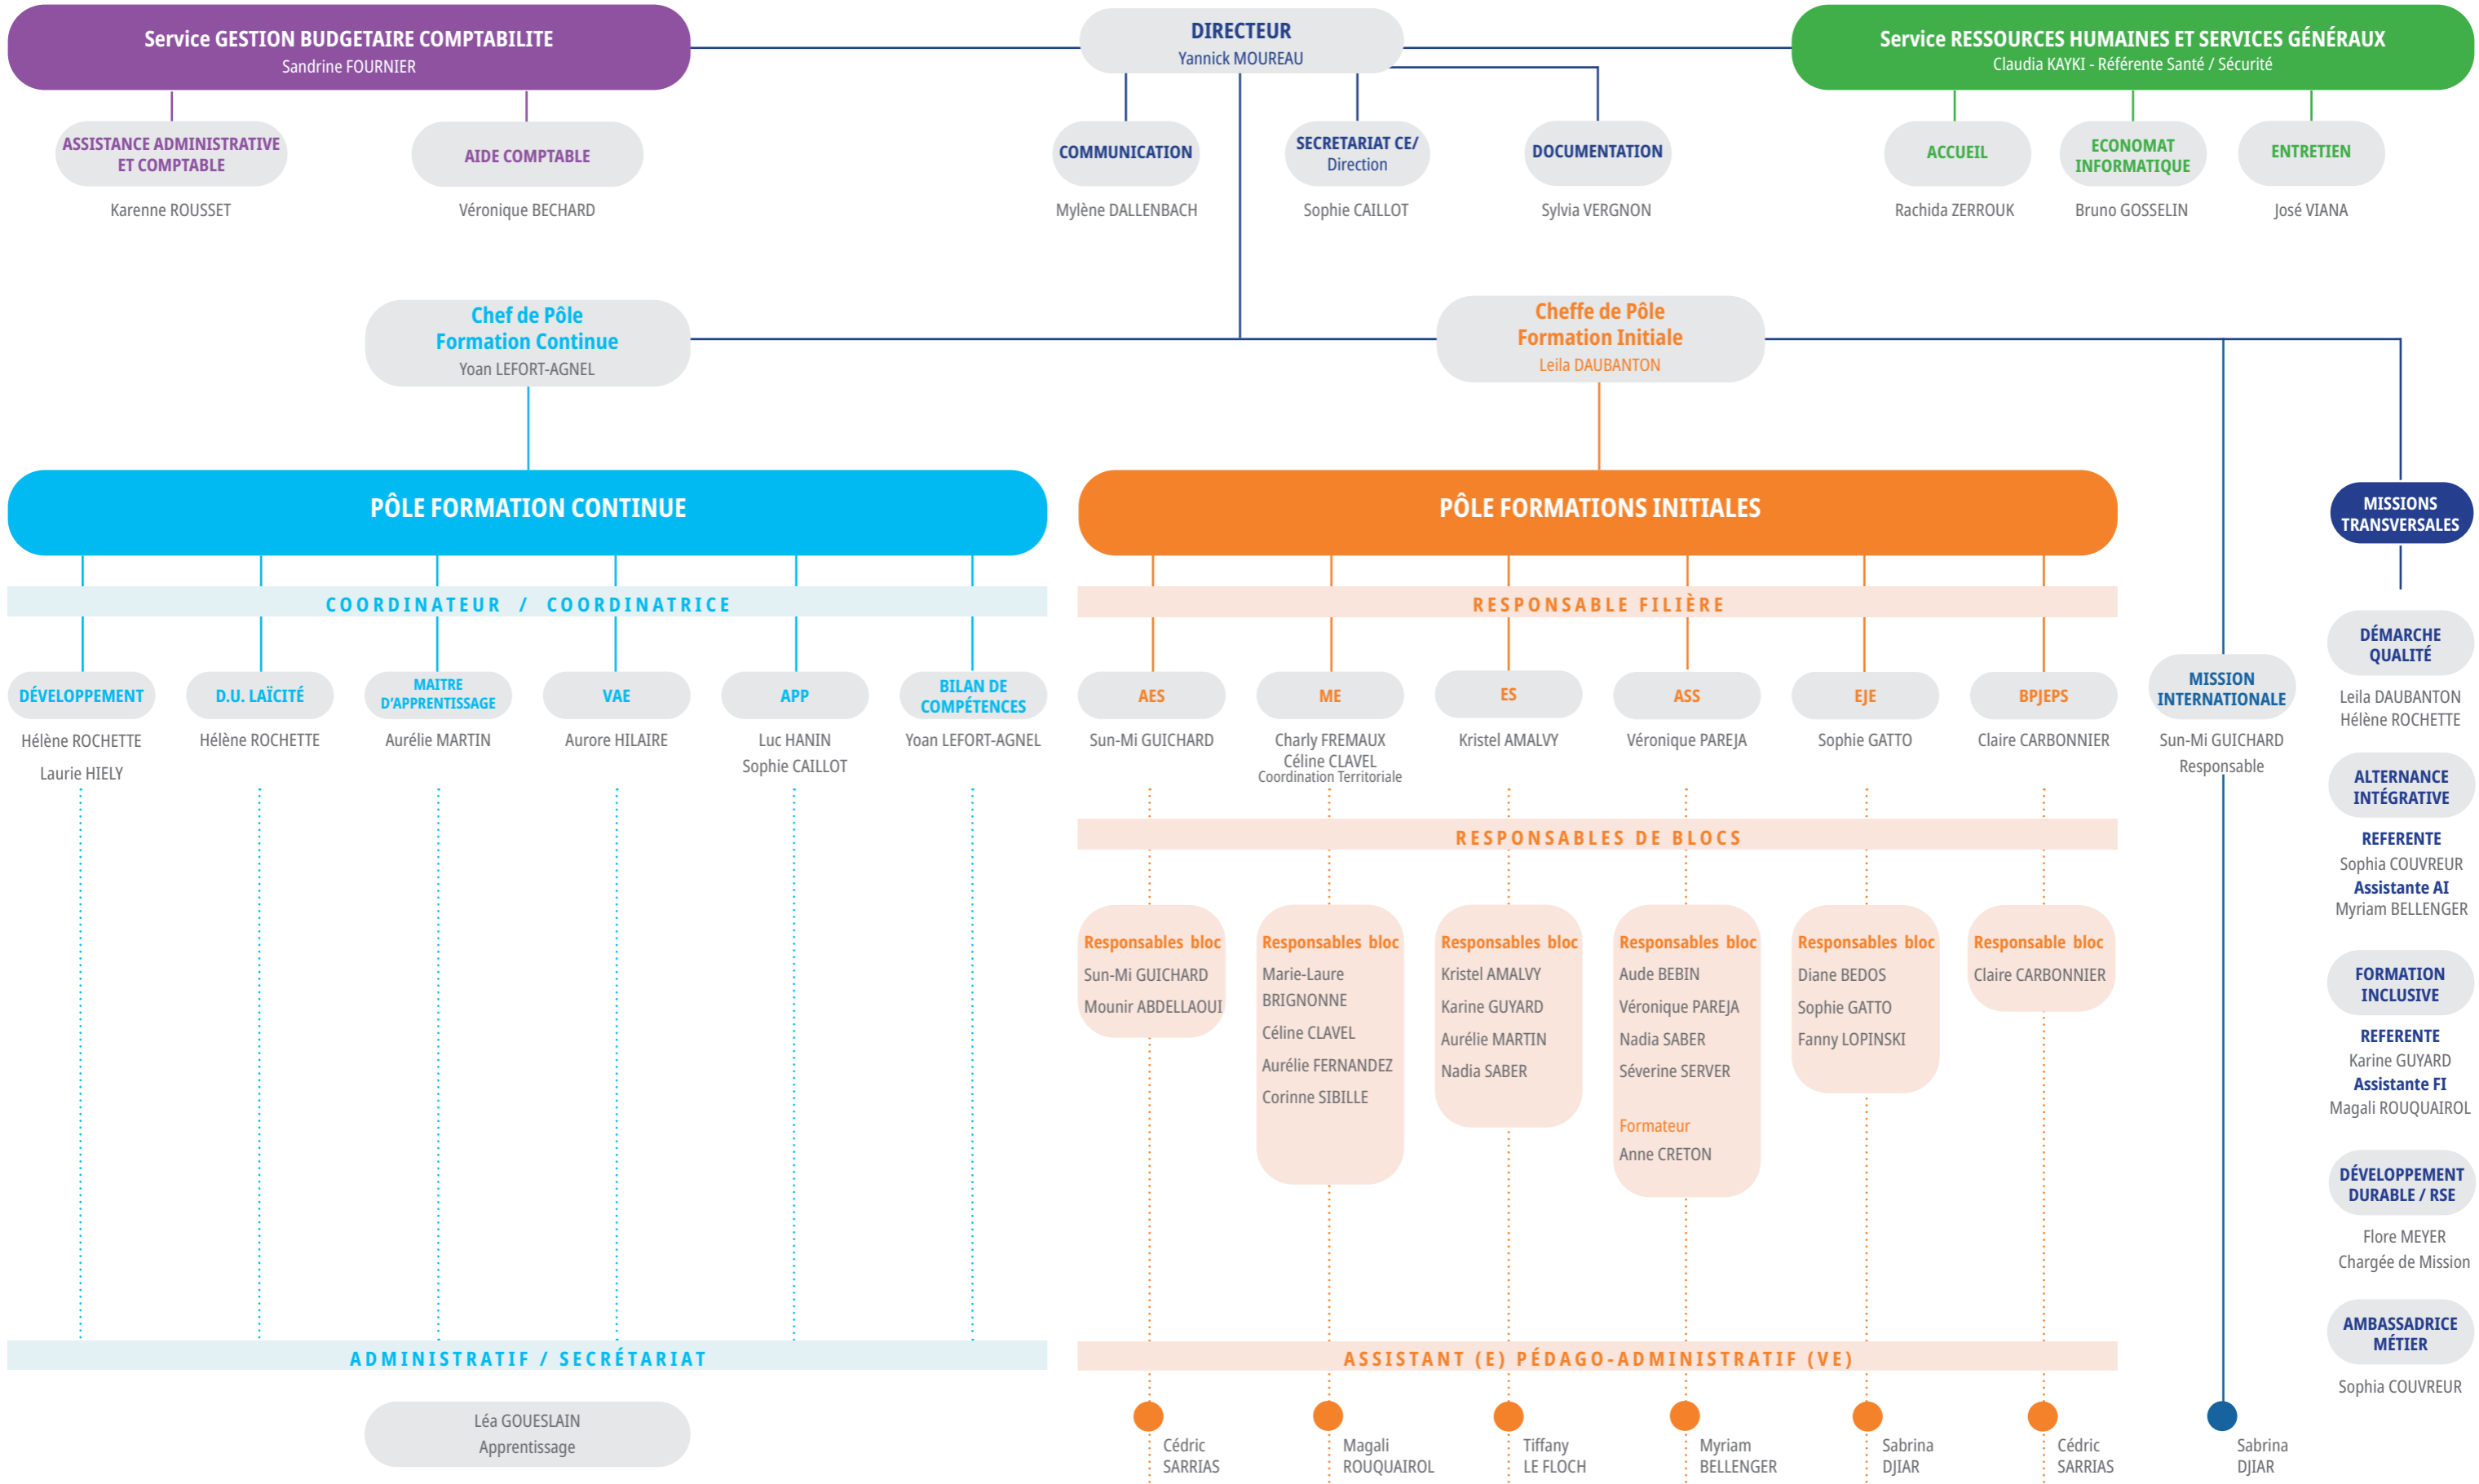 Service GESTION BUDGETAIRE COMPTABILITE
Sandrine FOURNIER
DIRECTEUR
Yannick MOUREAU
Service RESSOURCES HUMAINES ET SERVICES GÉNÉRAUX
Claudia KAYKI - Référente Santé / Sécurité
ASSISTANCE ADMINISTRATIVE
ET COMPTABLE
Karenne ROUSSET
AIDE COMPTABLE
Véronique BECHARD
COMMUNICATION
Mylène DALLENBACH
SECRETARIAT CE/
Direction
Sophie CAILLOT
DOCUMENTATION
Sylvia VERGNON
ACCUEIL
Rachida ZERROUK
ECONOMAT
INFORMATIQUE
Bruno GOSSELIN
ENTRETIEN
José VIANA
Chef de Pôle
Formation Continue
Yoan LEFORT-AGNEL
Cheffe de Pôle
Formation Initiale
Leila DAUBANTON
PÔLE FORMATION CONTINUE
COORDINATEUR / COORDINATRICE
DÉVELOPPEMENT
Hélène ROCHETTE
Laurie HIELY
D.U. LAÏCITÉ
Hélène ROCHETTE
MAITRE
D'APPRENTISSAGE
Aurélie MARTIN
VAE
Aurore HILAIRE
APP
Luc HANIN
Sophie CAILLOT
BILAN DE
COMPÉTENCES
Yoan LEFORT-AGNEL
ADMINISTRATIF / SECRÉTARIAT
Léa GOUESLAIN
Apprentissage
PÔLE FORMATIONS INITIALES
RESPONSABLE FILIÈRE
AES
Sun-Mi GUICHARD
ME
Charly FREMAUX
Céline CLAVEL
Coordination Territoriale
ES
Kristel AMALVY
ASS
Véronique PAREJA
EJE
Sophie GATTO
BPJEPS
Claire CARBONNIER
RESPONSABLES DE BLOCS
Responsables bloc
Sun-Mi GUICHARD
Mounir ABDELLAOUI
Responsables bloc
Marie-Laure
BRIGNONNE
Céline CLAVEL
Aurélie FERNANDEZ
Corinne SIBILLE
Responsables bloc
Kristel AMALVY
Karine GUYARD
Aurélie MARTIN
Nadia SABER
Responsables bloc
Aude BEBIN
Véronique PAREJA
Nadia SABER
Séverine SERVER
Formateur
Anne CRETON
Responsables bloc
Diane BEDOS
Sophie GATTO
Fanny LOPINSKI
Responsable bloc
Claire CARBONNIER
ASSISTANT (E) PÉDAGO-ADMINISTRATIF (VE)
Cédric
SARRIAS
Magali
ROUQUAIROL
Tiffany
LE FLOCH
Myriam
BELLENGER
Sabrina
DJIAR
Cédric
SARRIAS
MISSION
INTERNATIONALE
Sun-Mi GUICHARD
Responsable
Sabrina
DJIAR
MISSIONS
TRANSVERSALES
DÉMARCHE
QUALITÉ
Leila DAUBANTON
Hélène ROCHETTE
ALTERNANCE
INTÉGRATIVE
REFERENTE
Sophia COUVREUR
Assistante AI
Myriam BELLENGER
FORMATION
INCLUSIVE
REFERENTE
Karine GUYARD
Assistante FI
Magali ROUQUAIROL
DÉVELOPPEMENT
DURABLE / RSE
Flore MEYER
Chargée de Mission
AMBASSADRICE
MÉTIER
Sophia COUVREUR